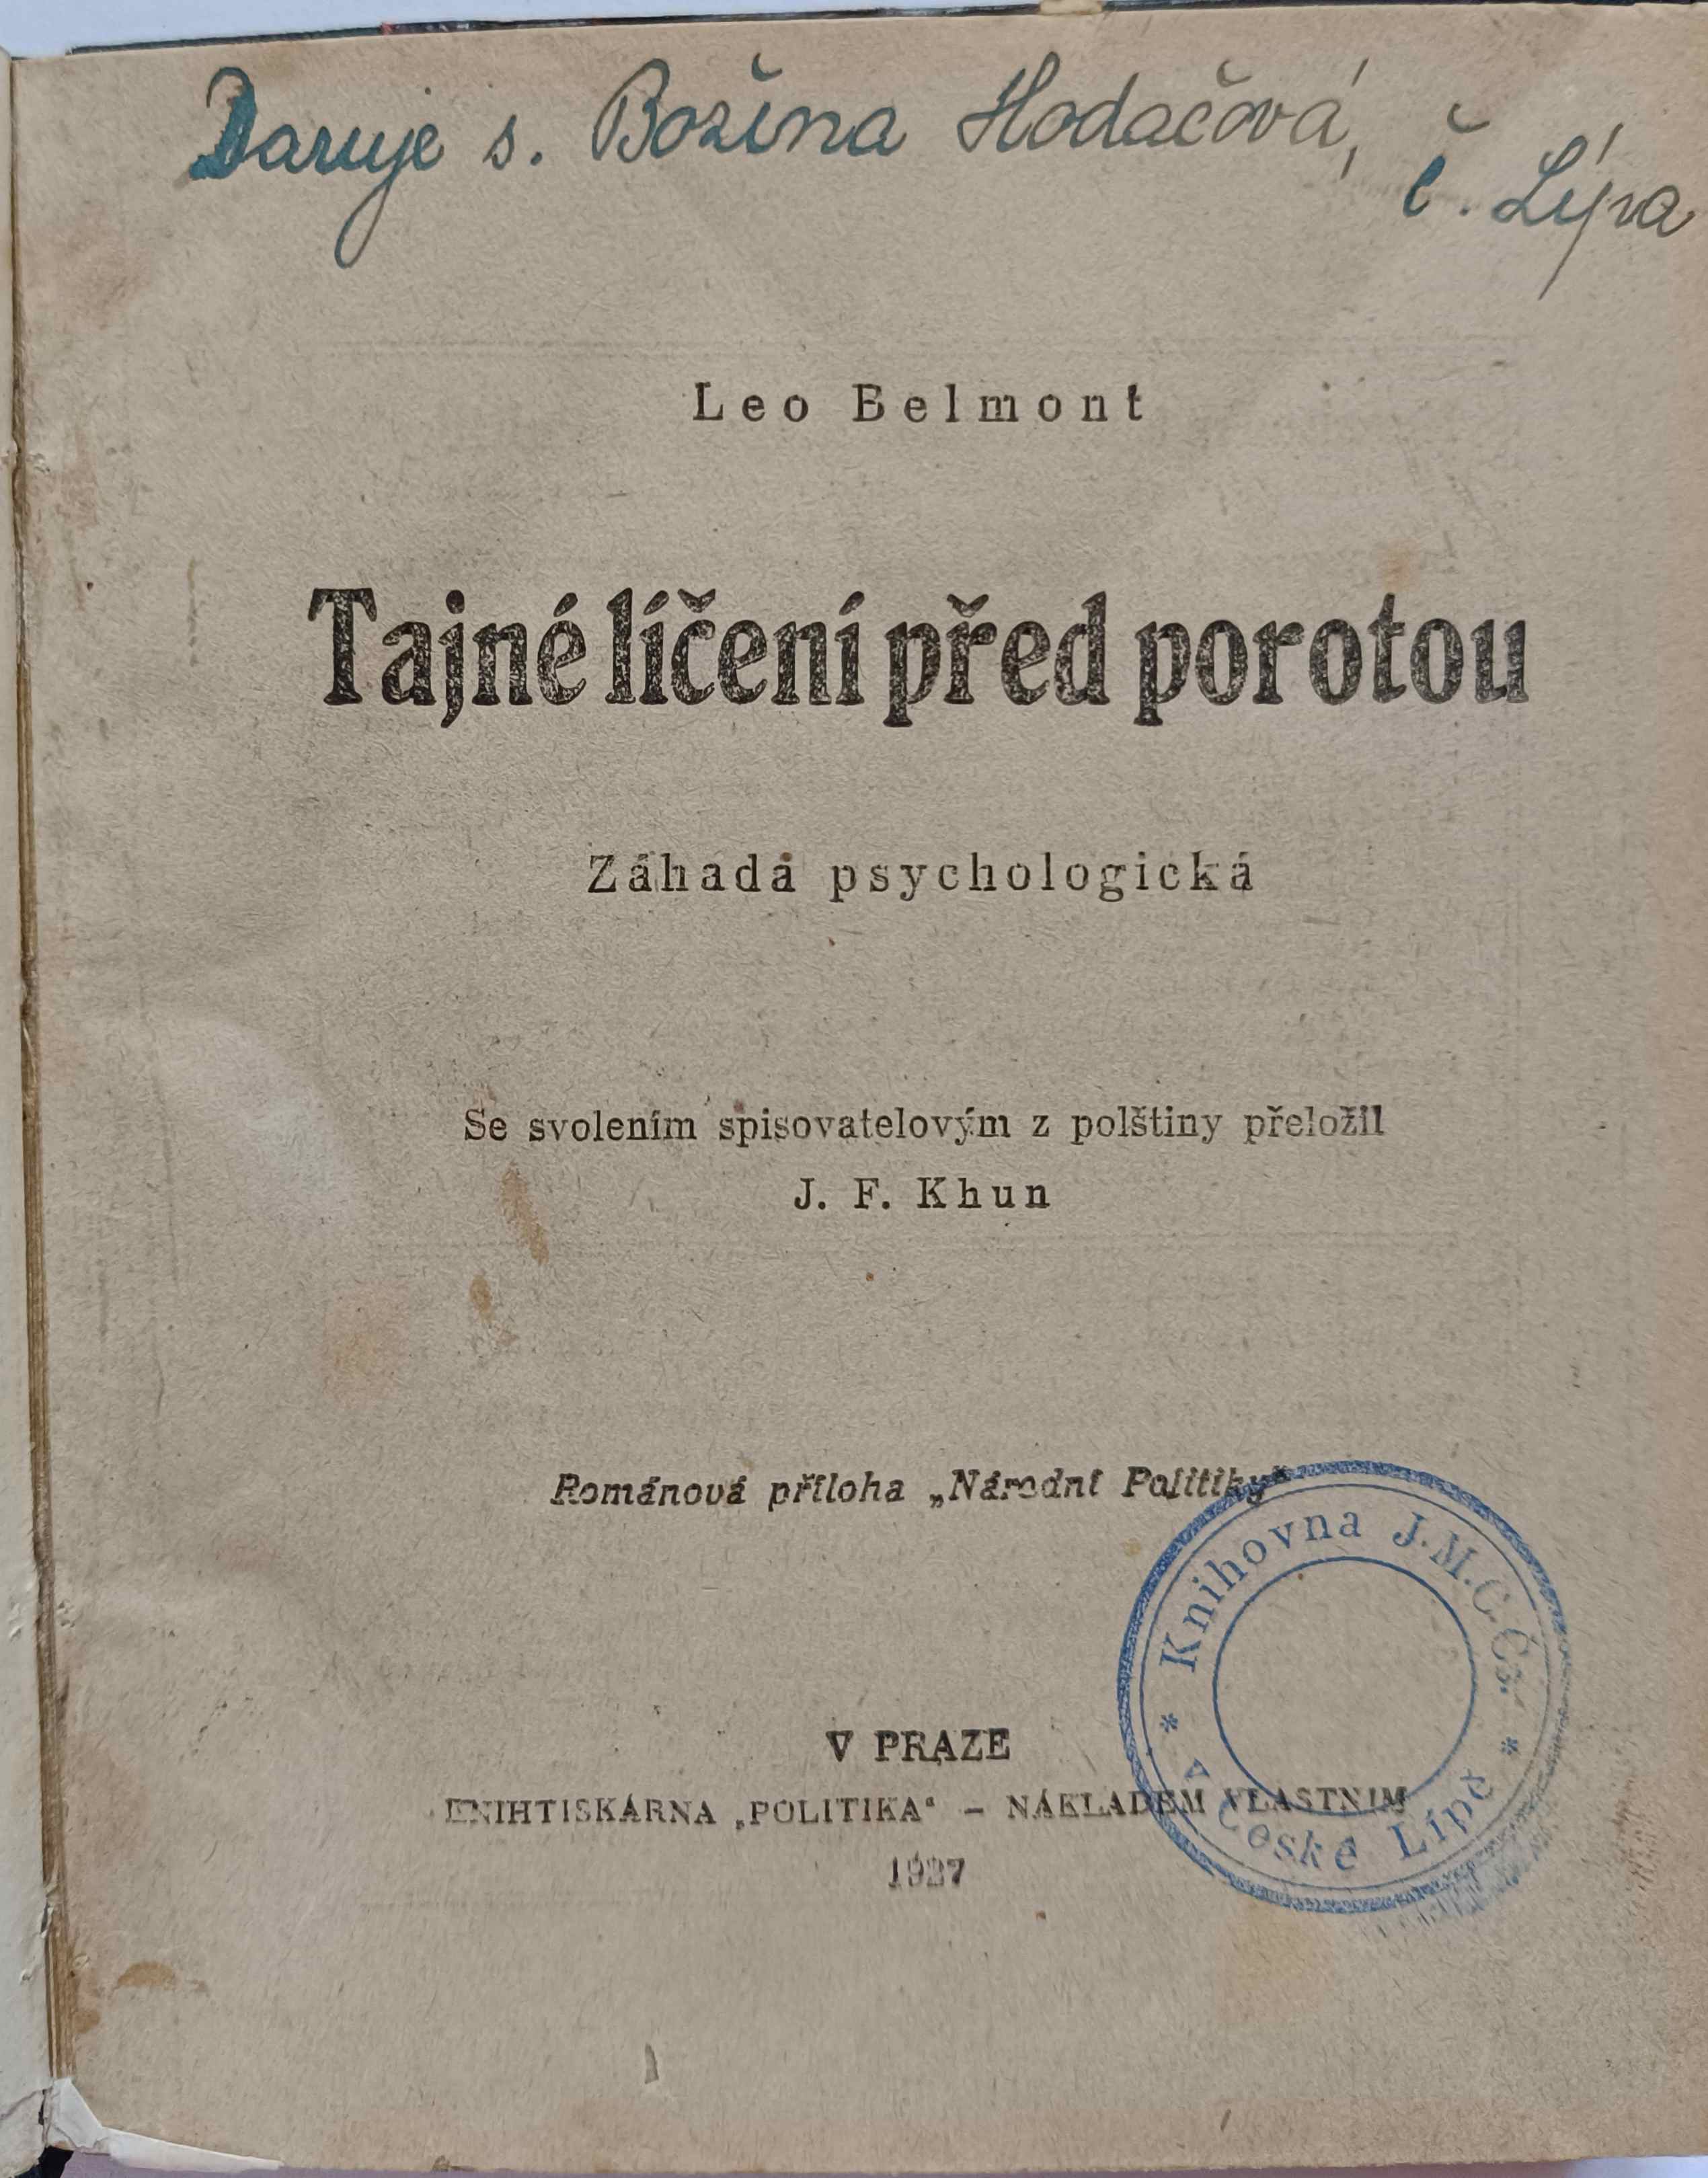 Daruje s. Božena Hodačová,
Č. Lípa
Leo Belmont
Tajné líčení před porotou
Záhada psychologická
Se svolením spisovatelovým z polštiny přeložil
J. F. Khun
Románová příloha „Národní Politiky“
Knihovna J.M.C.Čs.
* v České Lípě *
V PRAZE
KNIHTISKÁRNA „POLITIKA“ – NÁKLADEM VLASTNÍM
1927